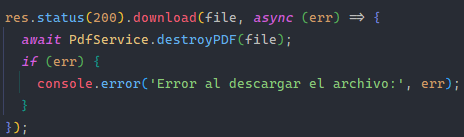 res.status(200).download(file, async (err) => {
  await PdfService.destroyPDF(file);
  if (err) {
    console.error('Error al descargar el archivo:', err);
  }
});